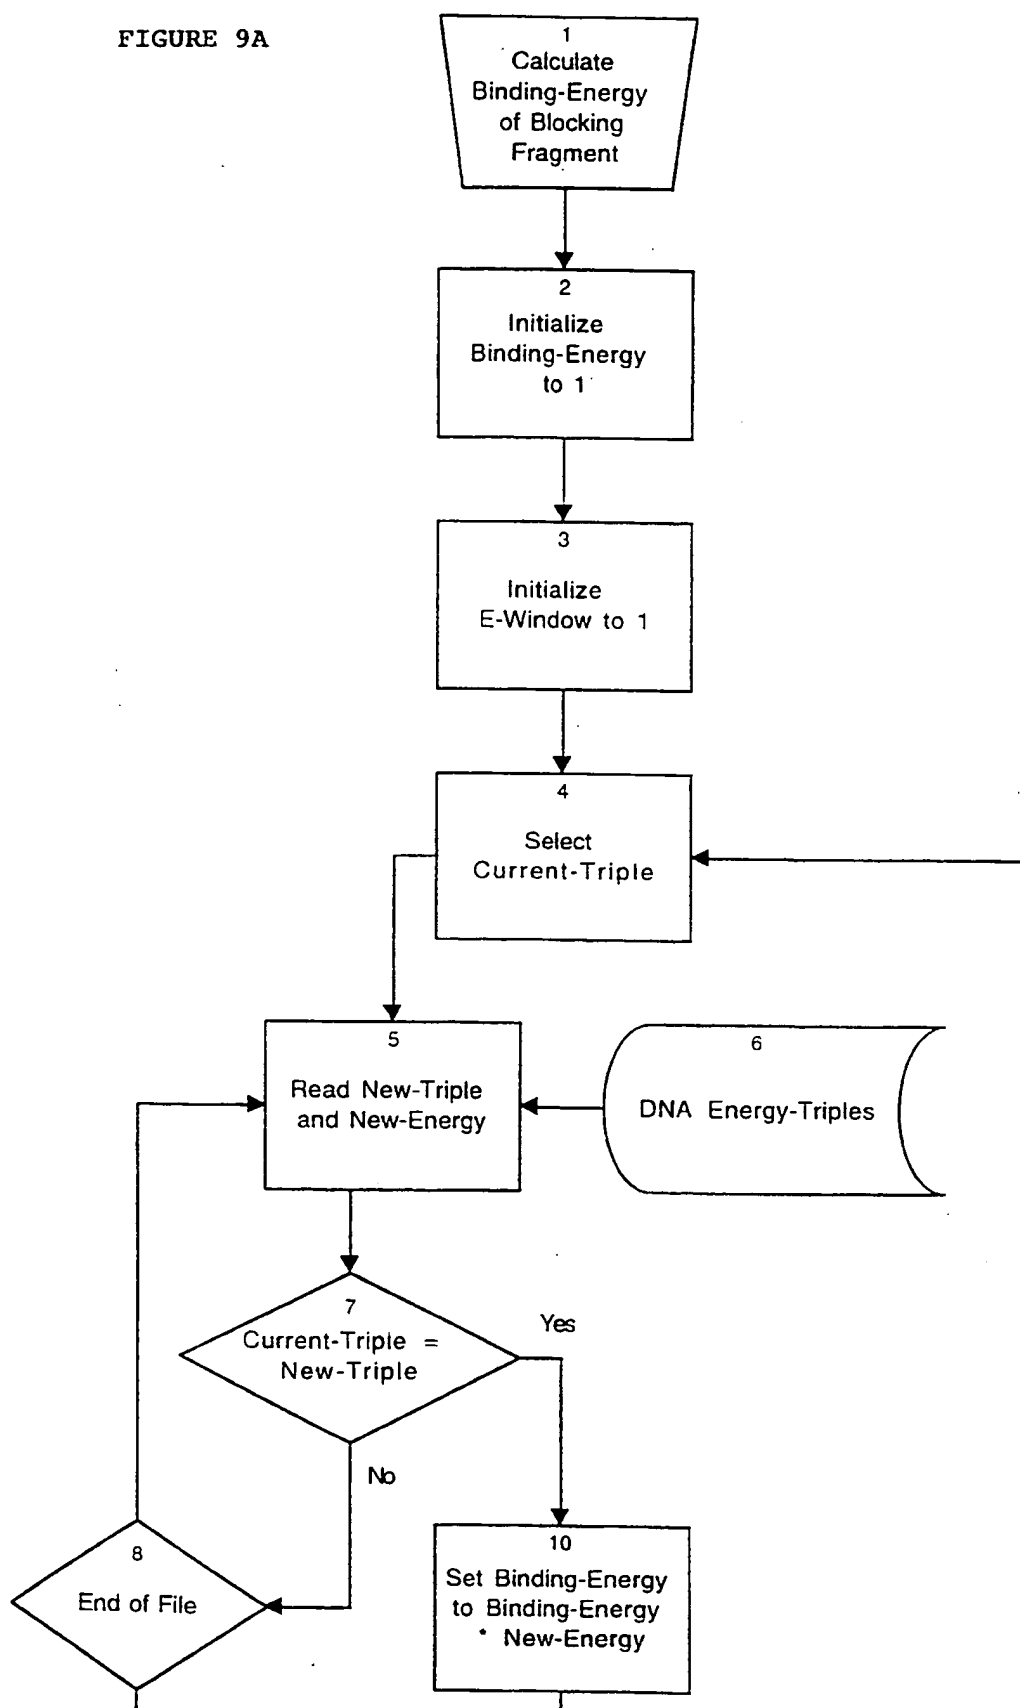 FIGURE 9A
1
Calculate
Binding-Energy
of Blocking
Fragment
2
Initialize
Binding-Energy
to 1
3
Initialize
E-Window to 1
4
Select
Current-Triple
5
Read New-Triple
and New-Energy
6
DNA Energy-Triples
7
Current-Triple =
New-Triple
Yes
No
8
End of File
10
Set Binding-Energy
to Binding-Energy
* New-Energy